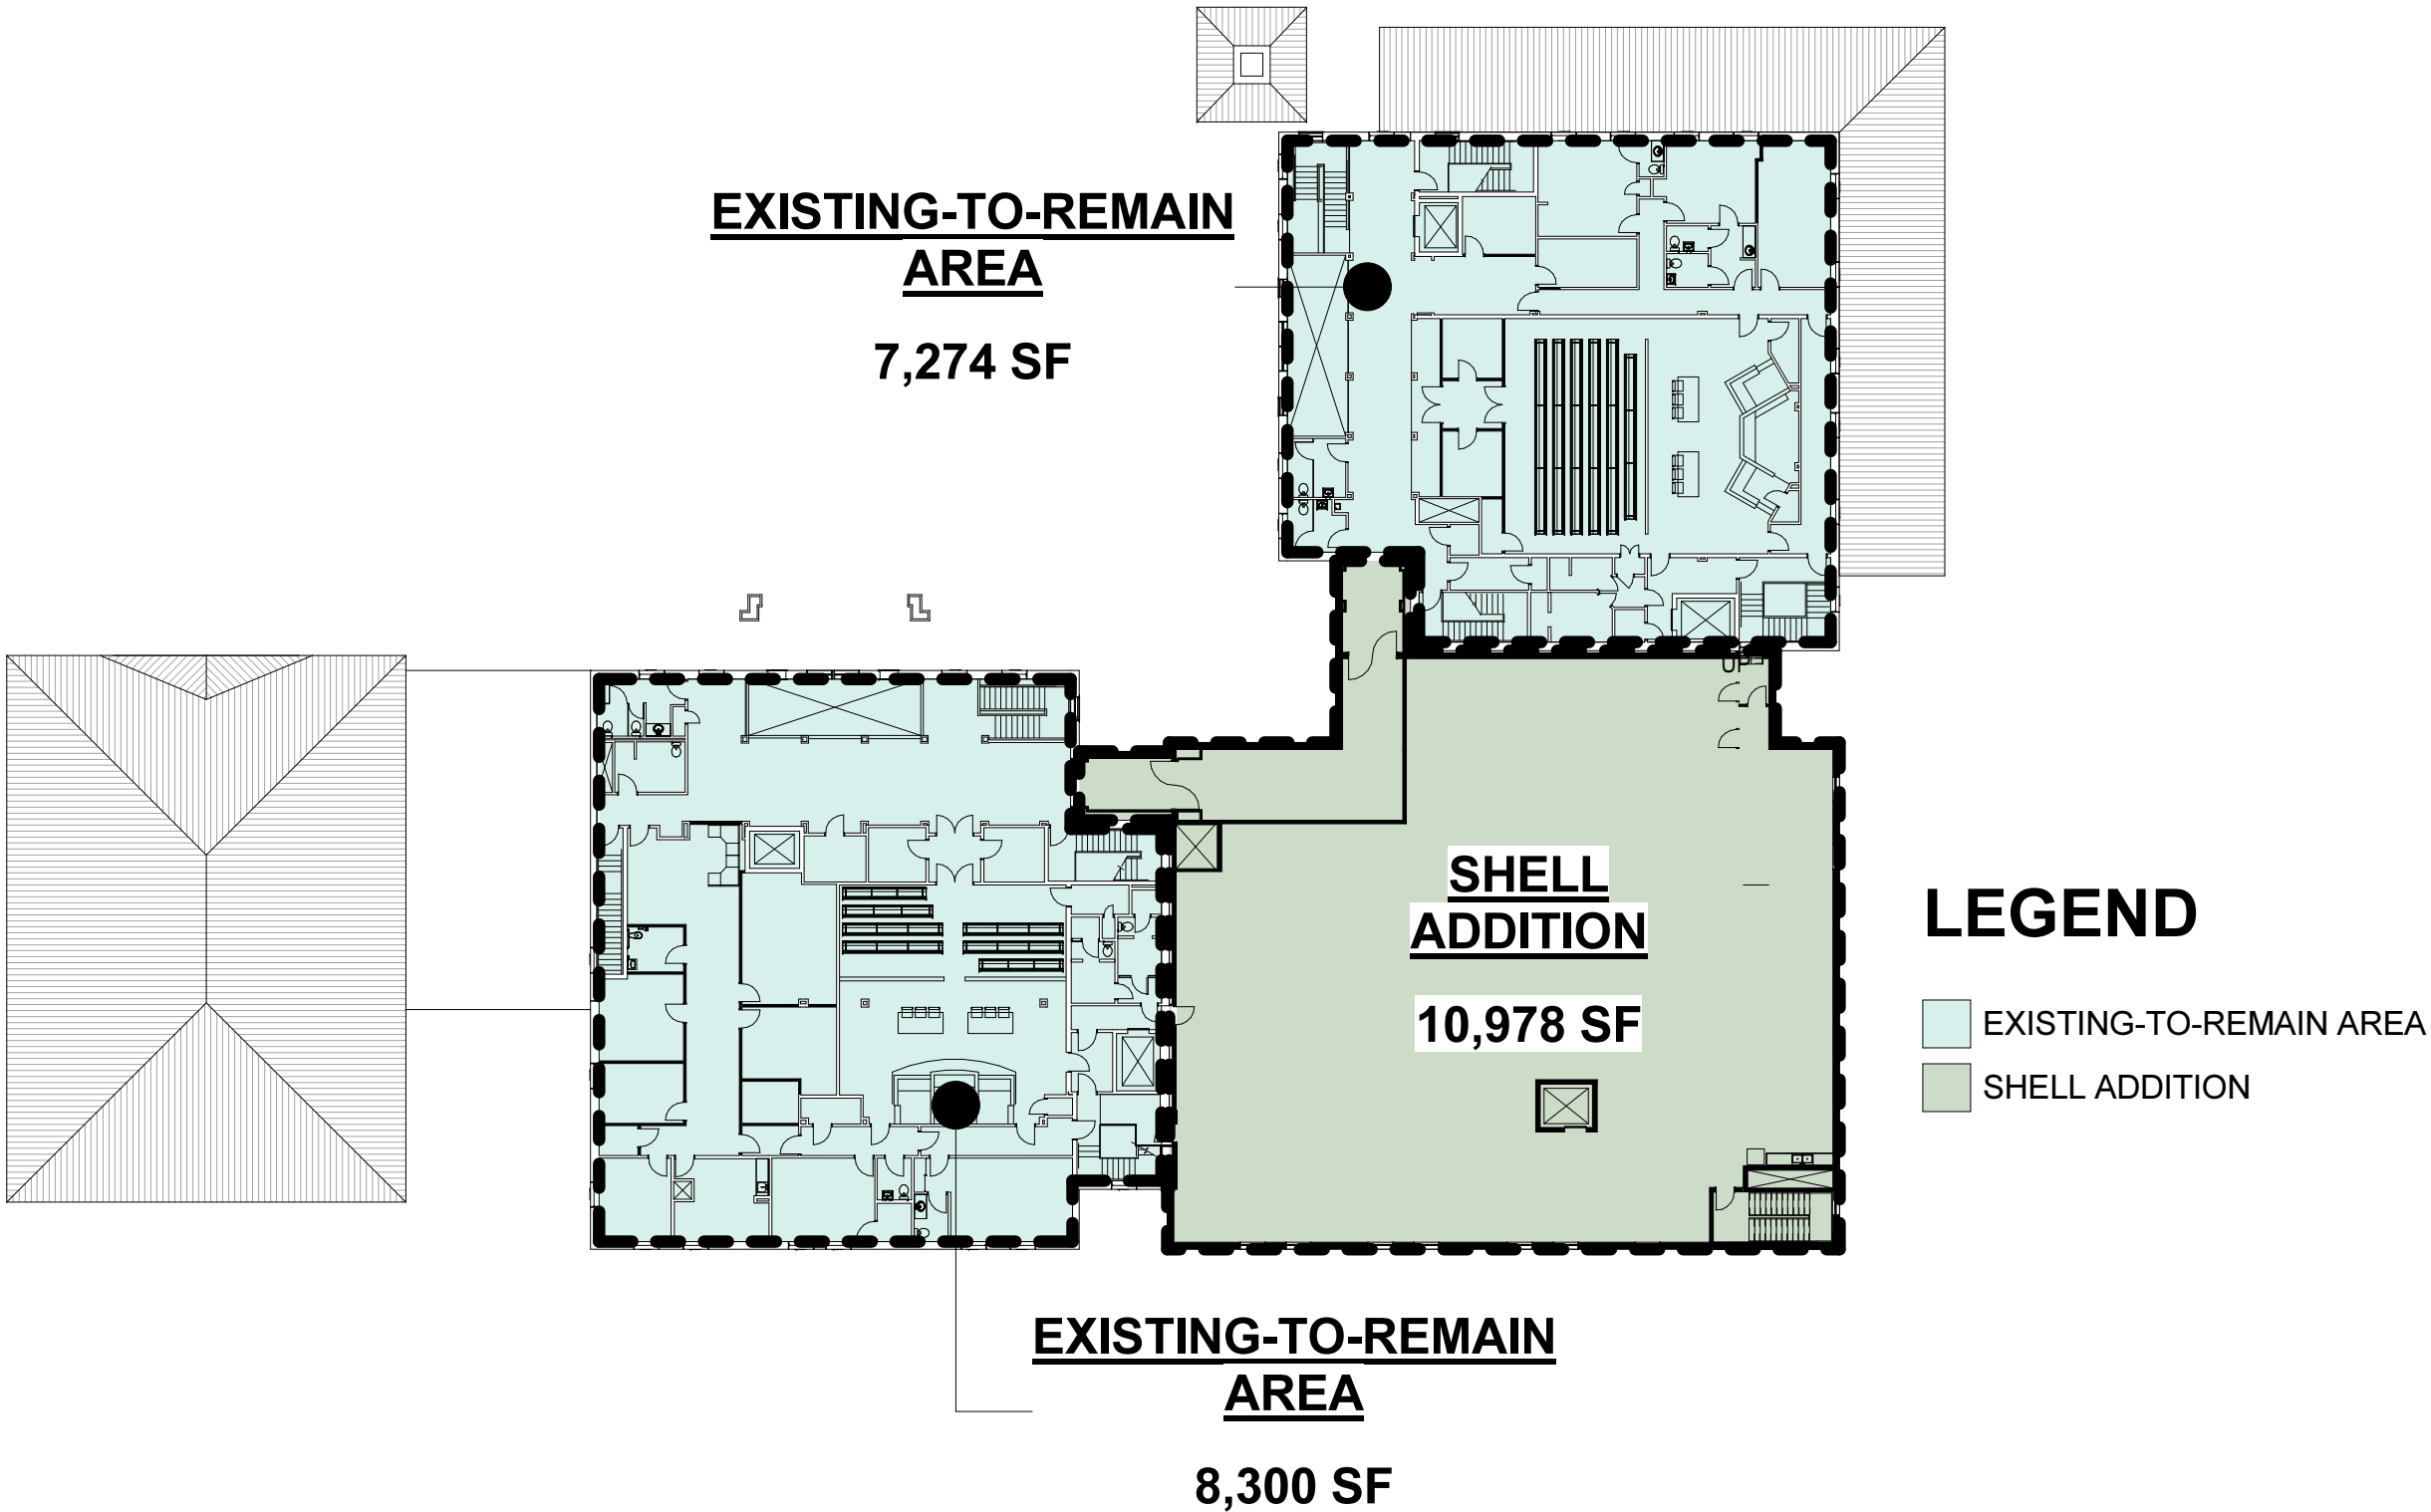 EXISTING-TO-REMAIN
AREA
7,274 SF
UP
SHELL
ADDITION
10,978 SF
LEGEND
EXISTING-TO-REMAIN AREA
SHELL ADDITION
EXISTING-TO-REMAIN
AREA
8,300 SF